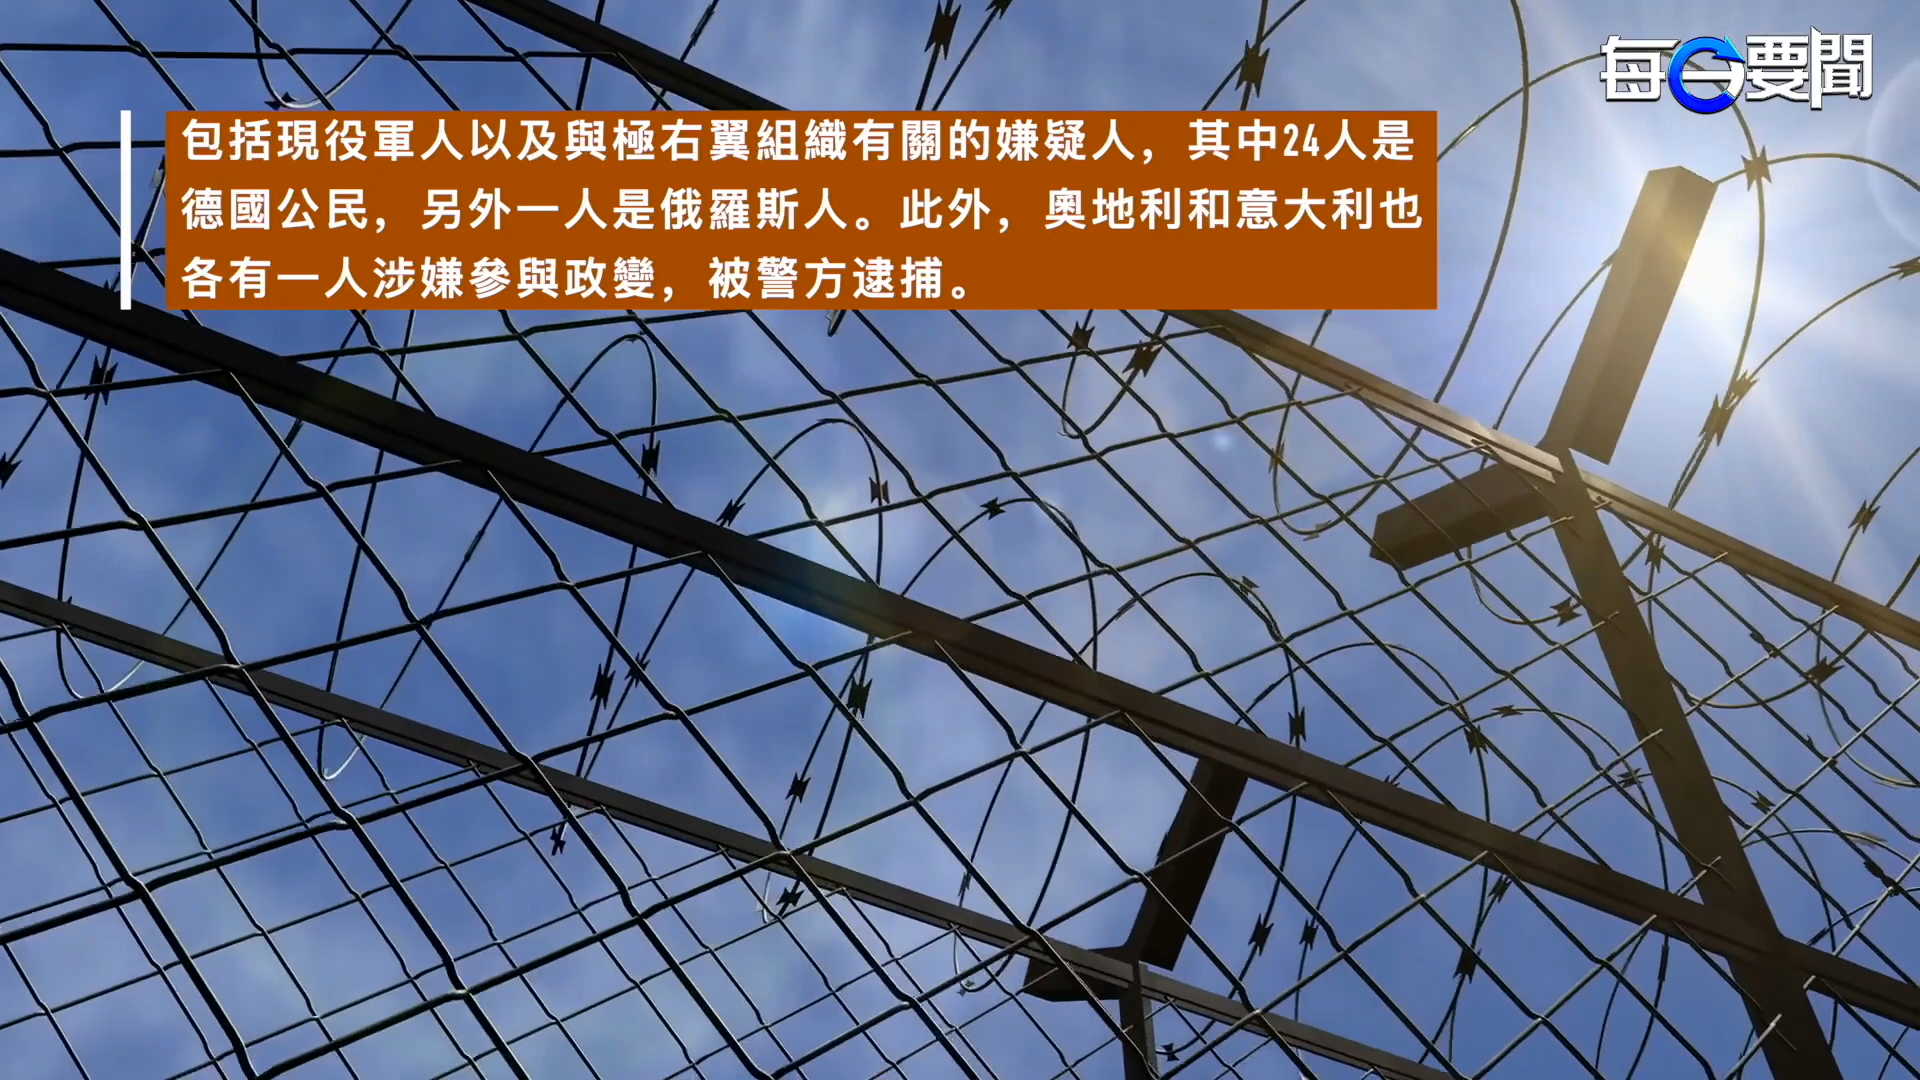 每日要聞
包括現役軍人以及與極右翼組織有關的嫌疑人，其中24人是
德國公民，另外一人是俄羅斯人。此外，奧地利和意大利也
各有一人涉嫌參與政變，被警方逮捕。